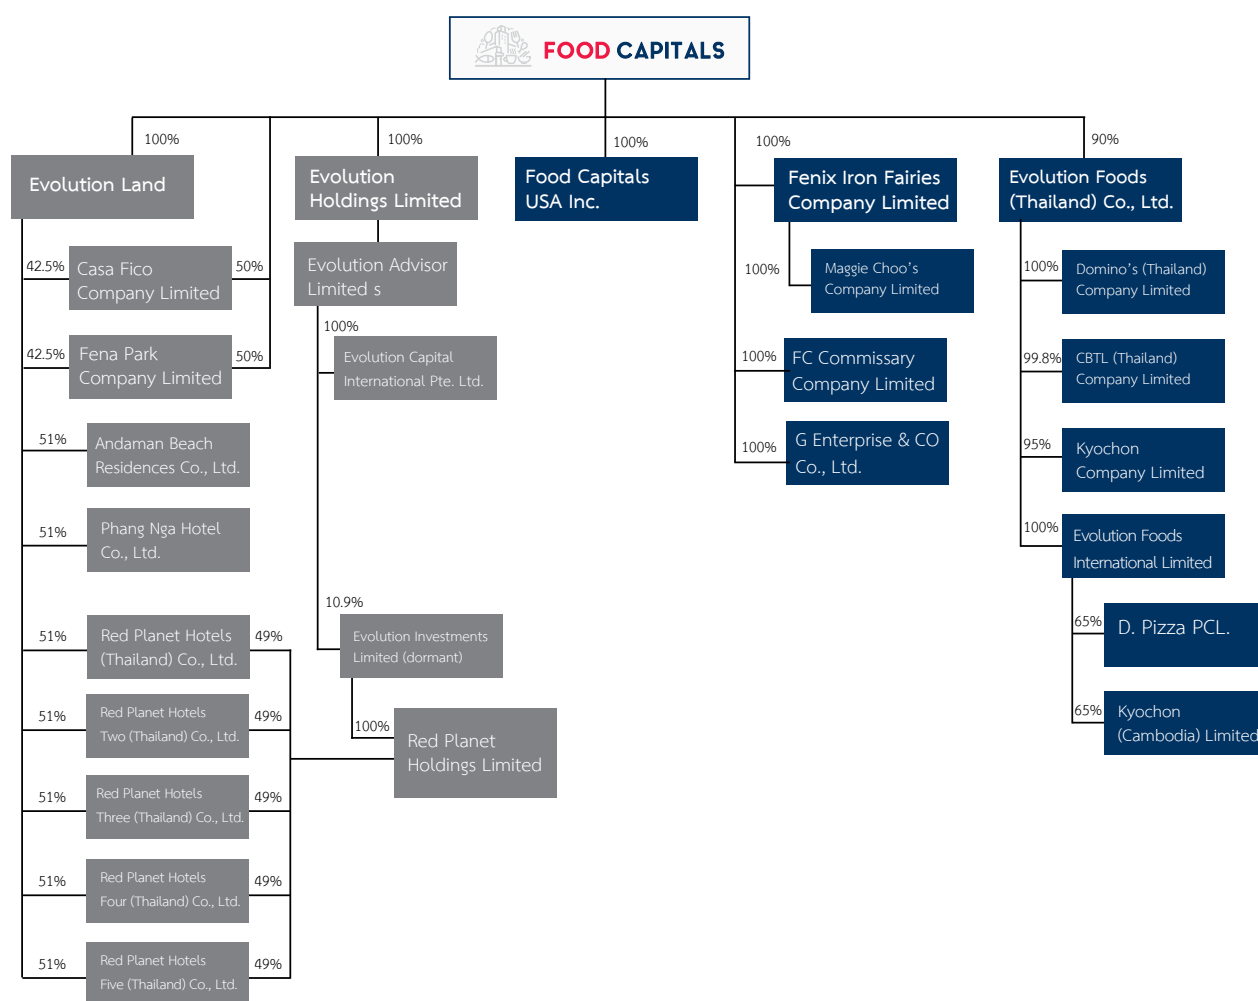 FOOD CAPITALS
100%
100%
100%
100%
90%
Evolution Land
Evolution
Holdings Limited
Food Capitals
USA Inc.
Fenix Iron Fairies
Company Limited
Evolution Foods
(Thailand) Co., Ltd.
42.5%
Casa Fico
Company Limited
50%
42.5%
Fena Park
Company Limited
50%
51%
Andaman Beach
Residences Co., Ltd.
51%
Phang Nga Hotel
Co., Ltd.
51%
Red Planet Hotels
(Thailand) Co., Ltd.
49%
51%
Red Planet Hotels
Two (Thailand) Co., Ltd.
49%
51%
Red Planet Hotels
Three (Thailand) Co., Ltd.
49%
51%
Red Planet Hotels
Four (Thailand) Co., Ltd.
49%
51%
Red Planet Hotels
Five (Thailand) Co., Ltd.
49%
Evolution Advisor
Limited s
100%
Evolution Capital
International Pte. Ltd.
10.9%
Evolution Investments
Limited (dormant)
100%
Red Planet
Holdings Limited
100%
Maggie Choo's
Company Limited
100%
FC Commissary
Company Limited
100%
G Enterprise & CO
Co., Ltd.
100%
Domino's (Thailand)
Company Limited
99.8%
CBTL (Thailand)
Company Limited
95%
Kyochon
Company Limited
100%
Evolution Foods
International Limited
65%
D. Pizza PCL.
65%
Kyochon
(Cambodia) Limited